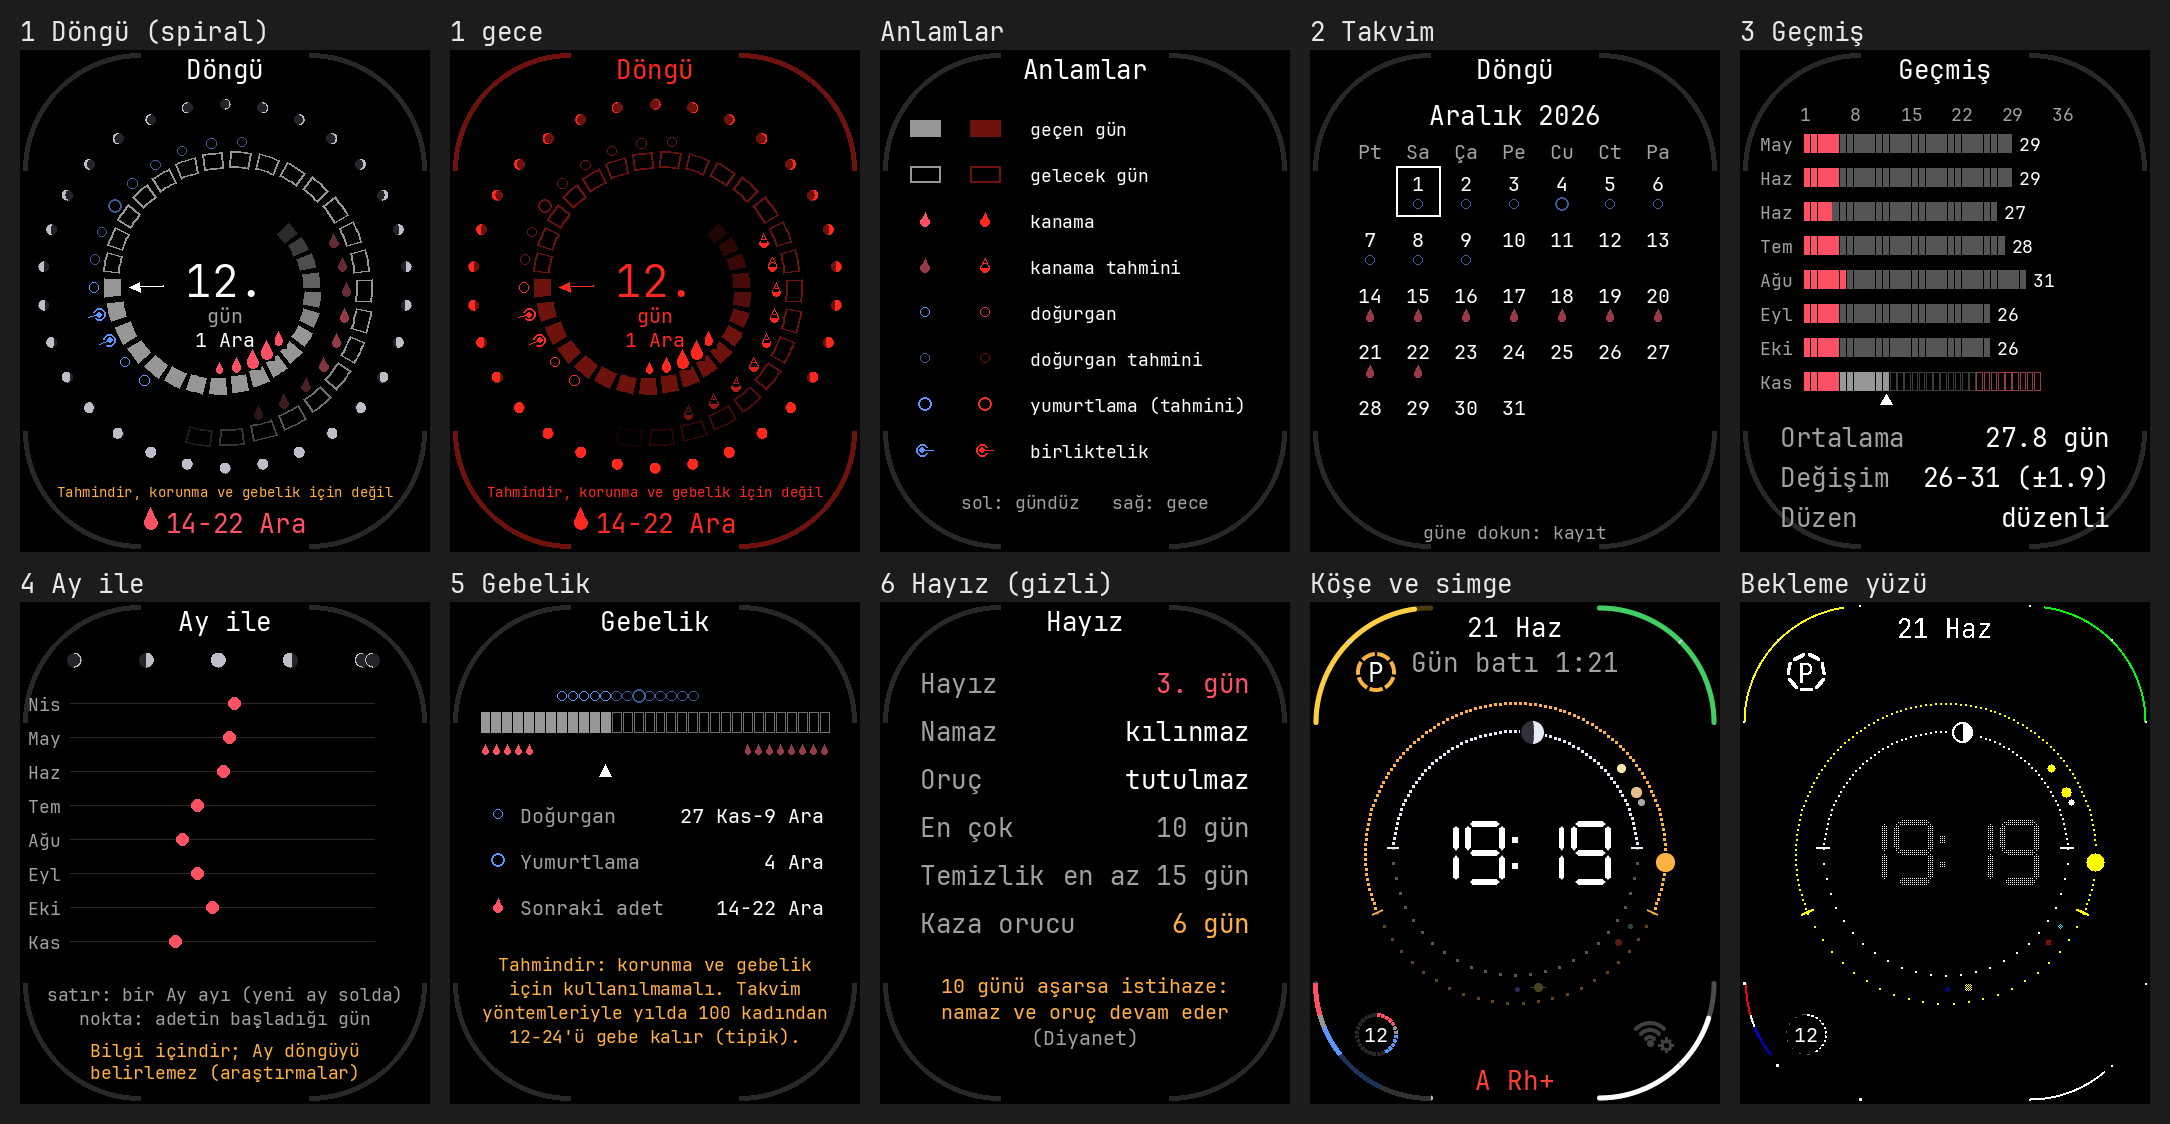 1 Döngü (spiral)
Döngü
12.
gün
1 Ara
Tahmindir, korunma ve gebelik için değil
14-22 Ara
1 gece
Döngü
12.
gün
1 Ara
Tahmindir, korunma ve gebelik için değil
14-22 Ara
Anlamlar
Anlamlar
geçen gün
gelecek gün
kanama
kanama tahmini
doğurgan
doğurgan tahmini
yumurtlama (tahmini)
birliktelik
sol: gündüz sağ: gece
2 Takvim
Döngü
Aralık 2026
Pt Sa Ça Pe Cu Ct Pa
1 2 3 4 5 6
7 8 9 10 11 12 13
14 15 16 17 18 19 20
21 22 23 24 25 26 27
28 29 30 31
güne dokun: kayıt
3 Geçmiş
Geçmiş
1 8 15 22 29 36
May 29
Haz 29
Haz 27
Tem 28
Ağu 31
Eyl 26
Eki 26
Kas
Ortalama 27.8 gün
Değişim 26-31 (±1.9)
Düzen düzenli
4 Ay ile
Ay ile
Nis
May
Haz
Tem
Ağu
Eyl
Eki
Kas
satır: bir Ay ayı (yeni ay solda)
nokta: adetin başladığı gün
Bilgi içindir; Ay döngüyü
belirlemez (araştırmalar)
5 Gebelik
Gebelik
Doğurgan 27 Kas-9 Ara
Yumurtlama 4 Ara
Sonraki adet 14-22 Ara
Tahmindir: korunma ve gebelik
için kullanılmamalı. Takvim
yöntemleriyle yılda 100 kadından
12-24'ü gebe kalır (tipik).
6 Hayız (gizli)
Hayız
Hayız 3. gün
Namaz kılınmaz
Oruç tutulmaz
En çok 10 gün
Temizlik en az 15 gün
Kaza orucu 6 gün
10 günü aşarsa istihaze:
namaz ve oruç devam eder
(Diyanet)
Köşe ve simge
21 Haz
P Gün batı 1:21
19:19
12
A Rh+
Bekleme yüzü
21 Haz
P
19:19
12